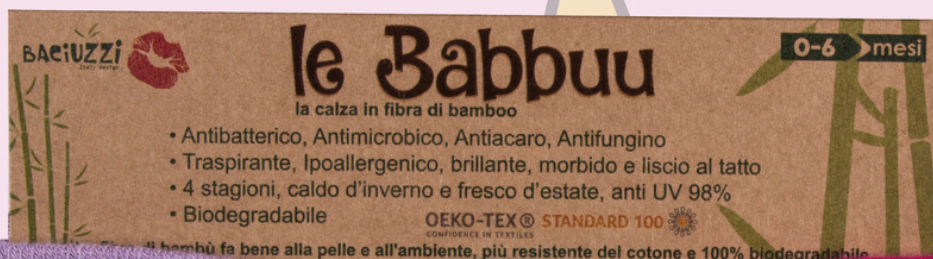 BACiUZZi
Italy design
le Babbuu
0-6 mesi
la calza in fibra di bamboo
• Antibatterico, Antimicrobico, Antiacaro, Antifungino
• Traspirante, Ipoallergenico, brillante, morbido e liscio al tatto
• 4 stagioni, caldo d'inverno e fresco d'estate, anti UV 98%
• Biodegradabile
OEKO-TEX® STANDARD 100
CONFIDENCE IN TEXTILES
di bambù fa bene alla pelle e all'ambiente, più resistente del cotone e 100% biodegradabile